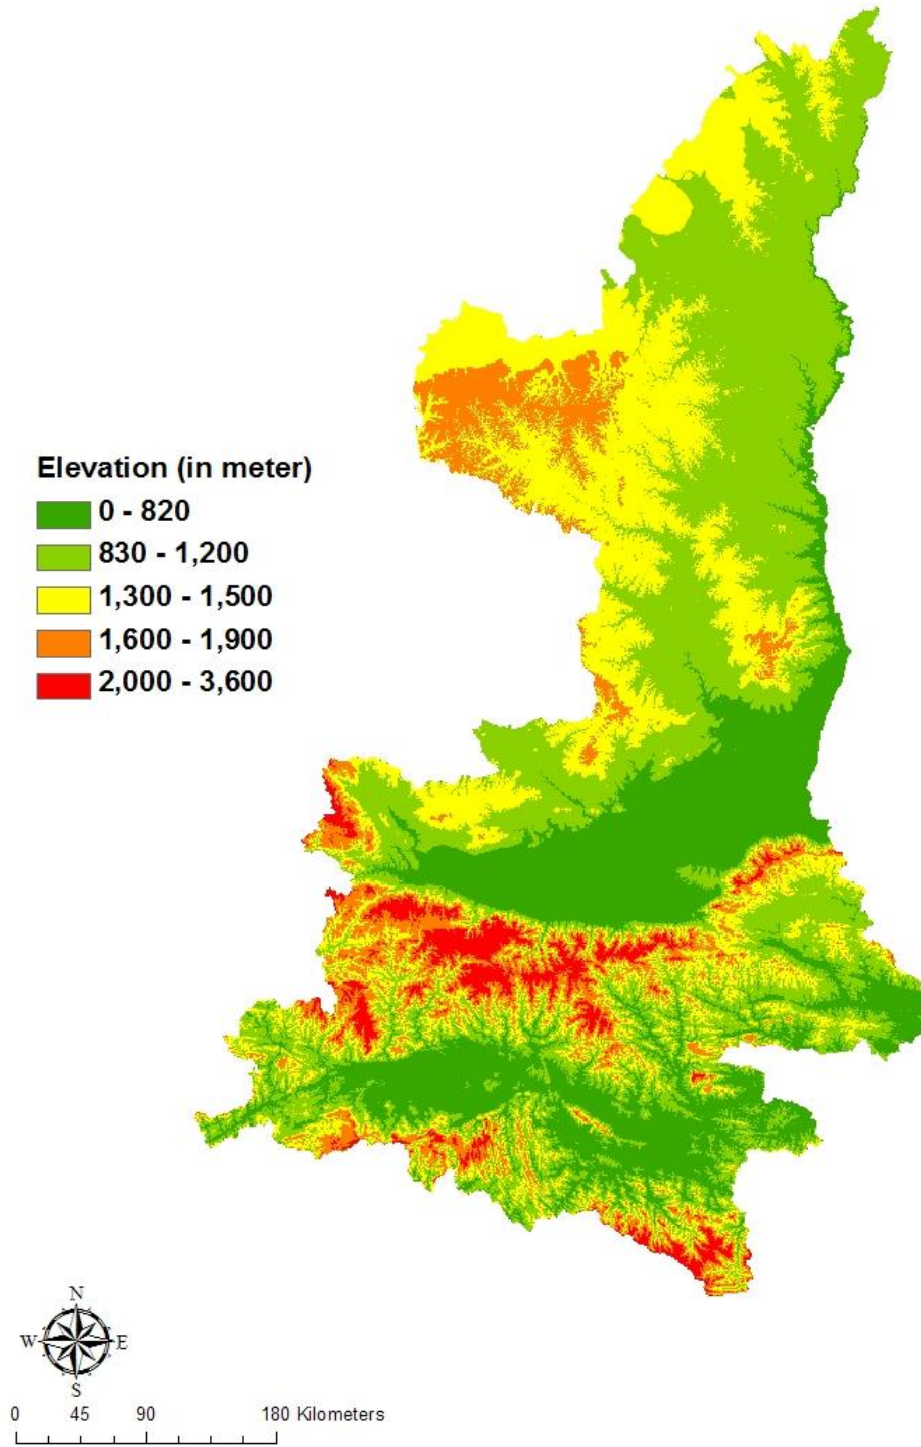 Elevation (in meter)
0 - 820
830 - 1,200
1,300 - 1,500
1,600 - 1,900
2,000 - 3,600
N
W E
S
0 45 90 180 Kilometers